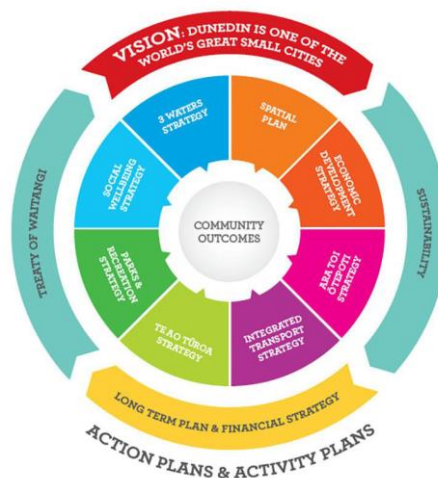 VISION: DUNEDIN IS ONE OF THE
WORLD'S GREAT SMALL CITIES
3 WATERS
STRATEGY
SPATIAL
PLAN
ECONOMIC
DEVELOPMENT
STRATEGY
ARA TOI
ŌTEPOTI
STRATEGY
INTEGRATED
TRANSPORT
STRATEGY
TE AO TŪROA
STRATEGY
PARKS &
RECREATION
STRATEGY
SOCIAL
WELLBEING
STRATEGY
COMMUNITY
OUTCOMES
TREATY OF WAITANGI
SUSTAINABILITY
LONG TERM PLAN & FINANCIAL STRATEGY
ACTION PLANS & ACTIVITY PLANS